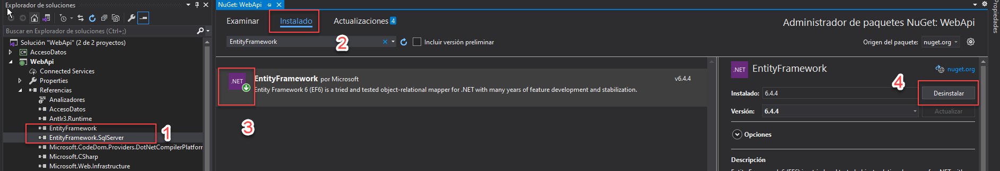 Explorador de soluciones
Buscar en Explorador de soluciones (Ctrl+;)
Solución "WebApi" (2 de 2 proyectos)
C# AccesoDatos
WebApi
Connected Services
Properties
Referencias
Analizadores
AccesoDatos
Antlr3.Runtime
EntityFramework
EntityFramework.SqlServer
1
Microsoft.CodeDom.Providers.DotNetCompilerPlatform
Microsoft.CSharp
Microsoft.Web.Infrastructure
NuGet: WebApi
Examinar
Instalado
Actualizaciones 4
Administrador de paquetes NuGet: WebApi
EntityFramework
2
Incluir versión preliminar
Origen del paquete: nuget.org
.NET
EntityFramework por Microsoft
v6.4.4
Entity Framework 6 (EF6) is a tried and tested object-relational mapper for .NET with many years of feature development and stabilization.
3
.NET EntityFramework
nuget.org
4
Instalado: 6.4.4
Desinstalar
Versión: 6.4.4
Actualizar
Opciones
Descripción
Propiedades